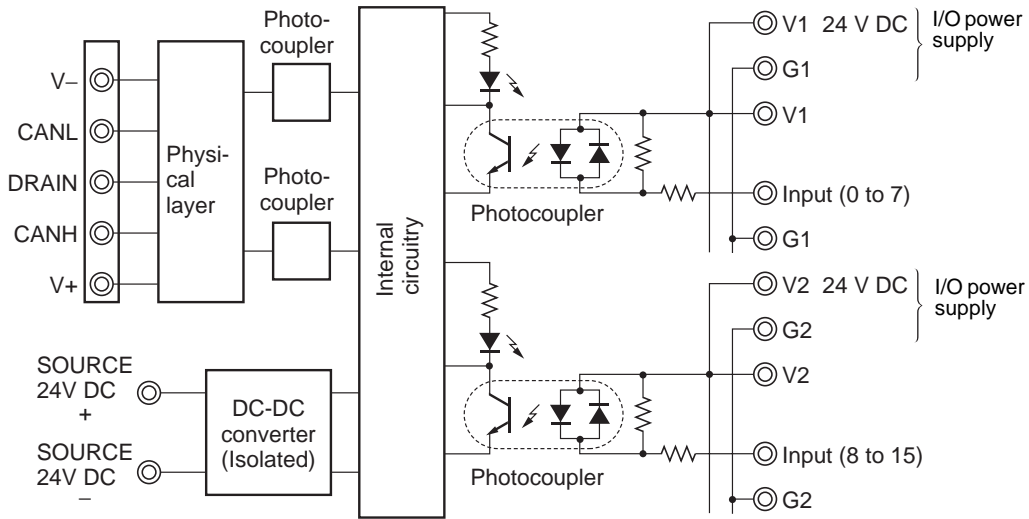 V–
CANL
DRAIN
CANH
V+
Physi-
cal
layer
Photo-
coupler
Photo-
coupler
SOURCE
24V DC
+
SOURCE
24V DC
–
DC-DC
converter
(Isolated)
Internal
circuitry
Photocoupler
V1 24 V DC
I/O power
supply
G1
V1
Input (0 to 7)
G1
Photocoupler
V2 24 V DC
I/O power
supply
G2
V2
Input (8 to 15)
G2